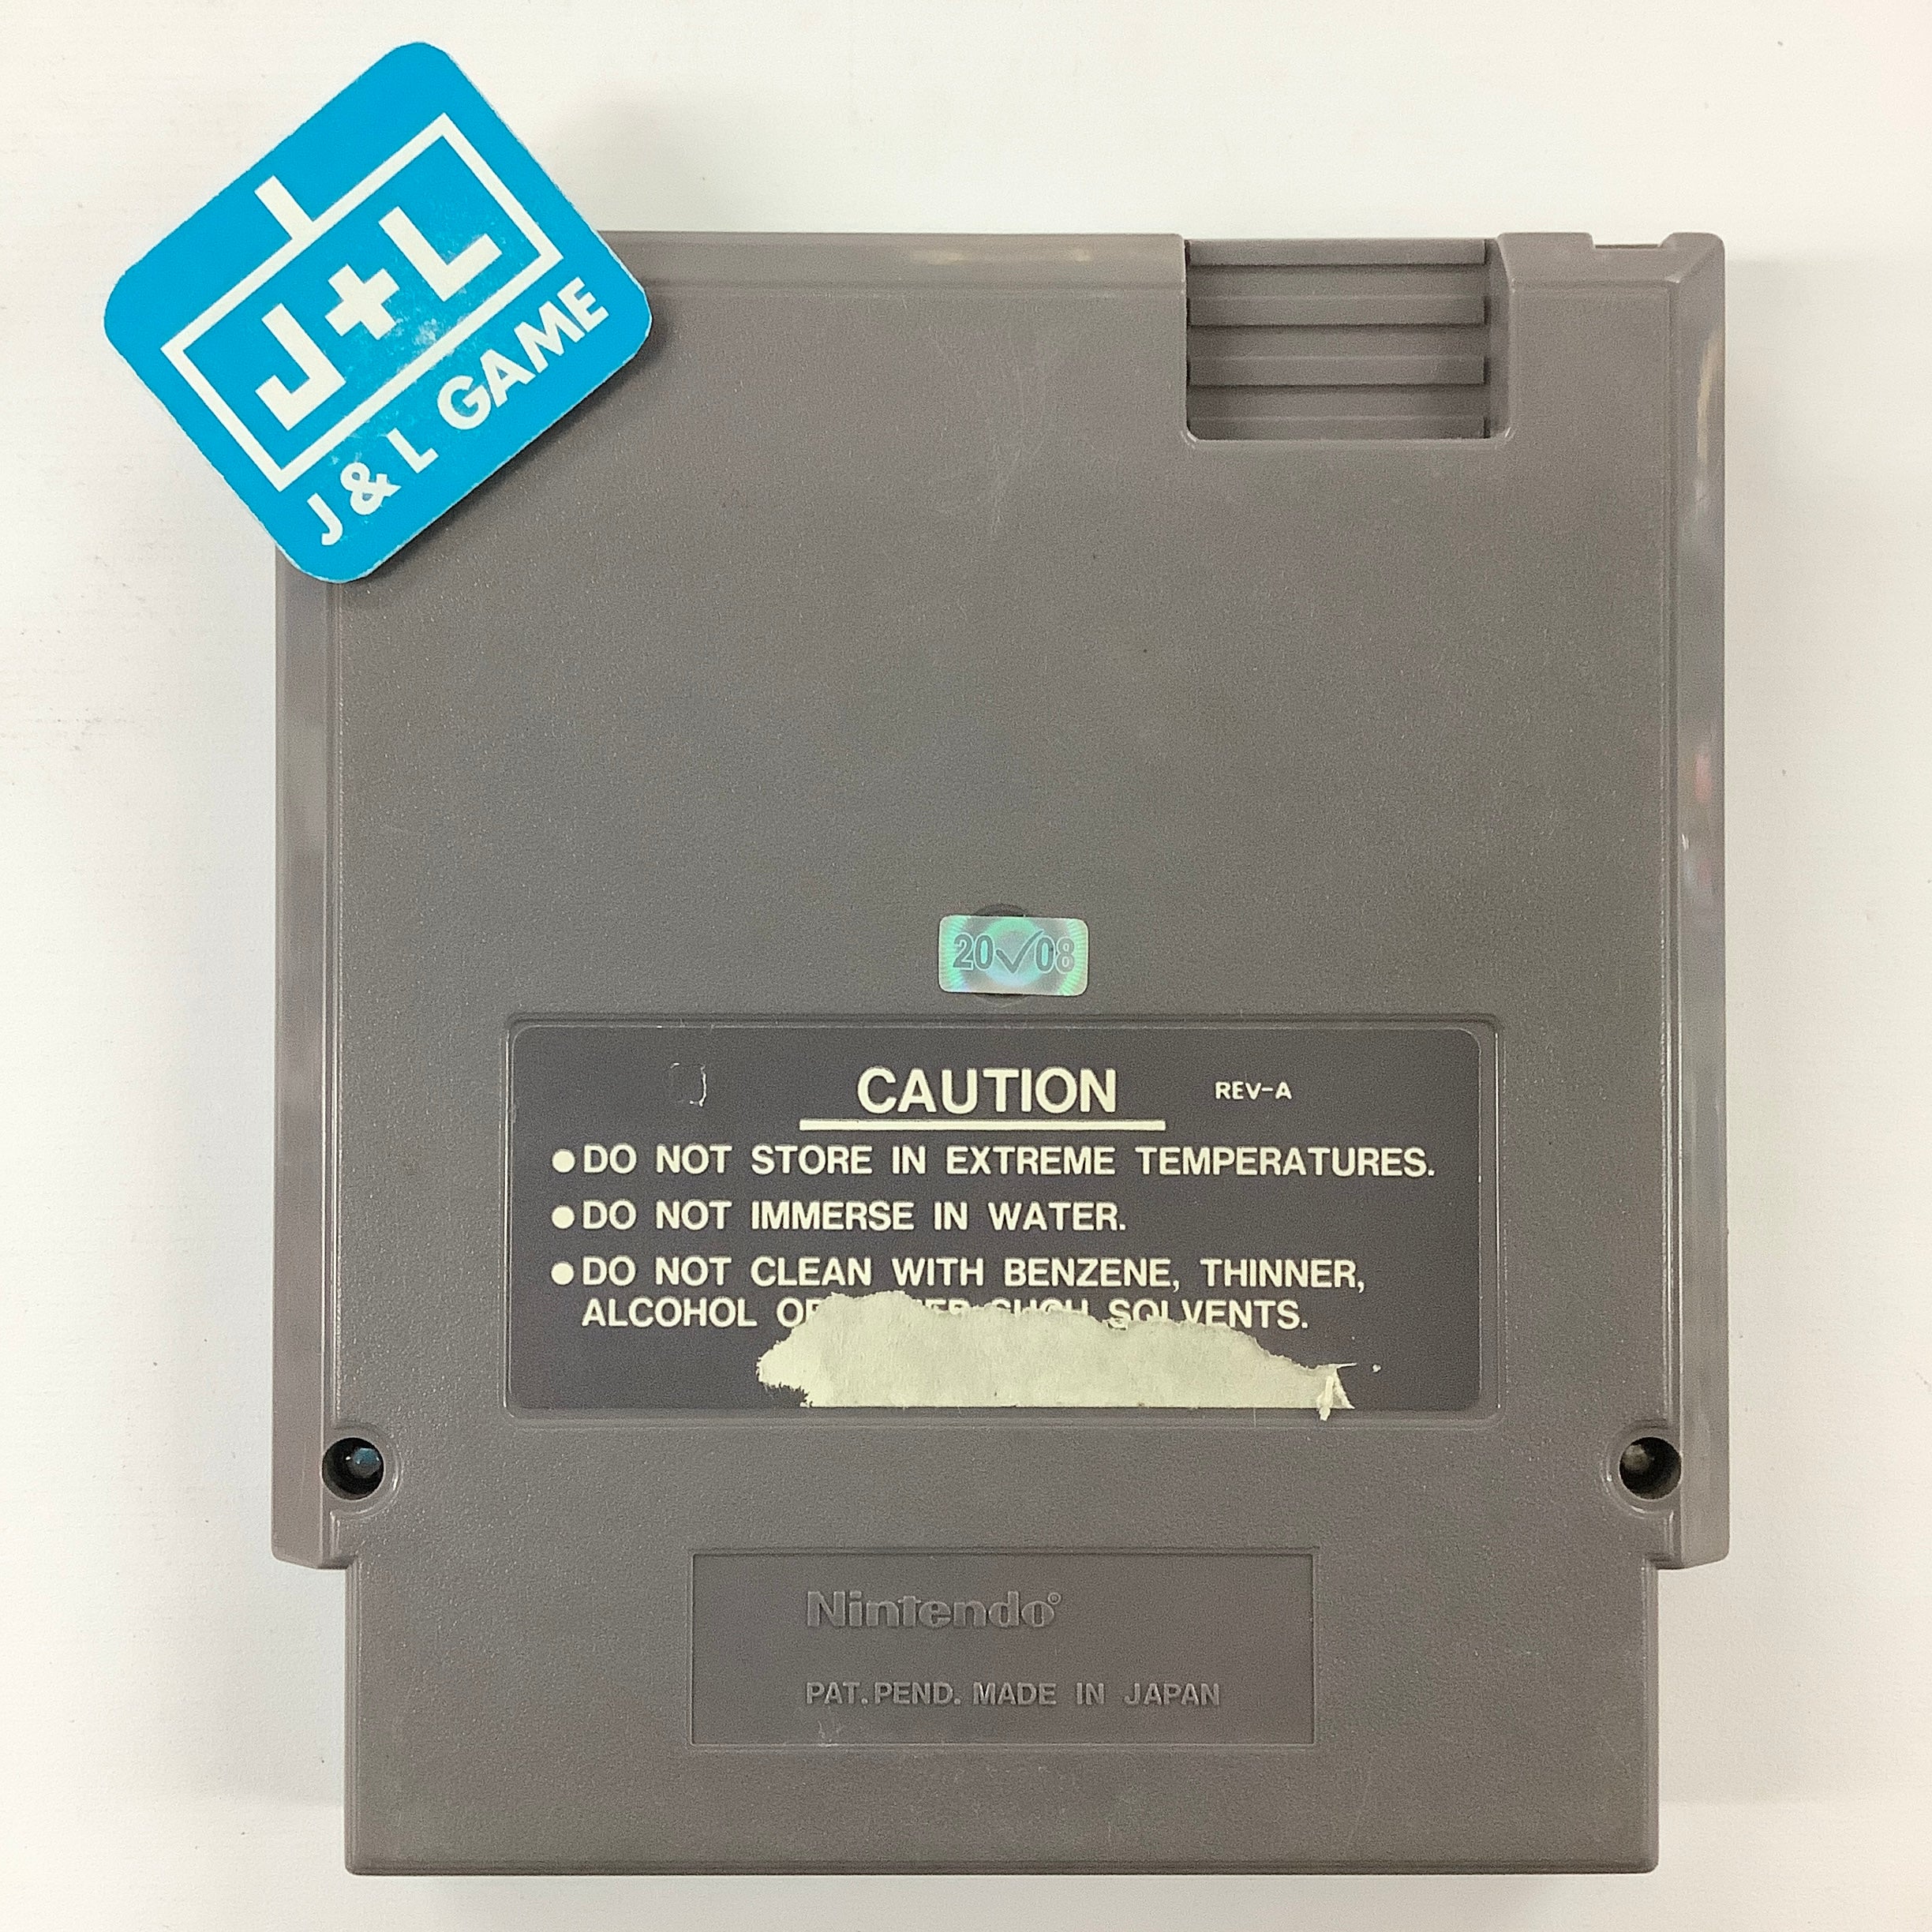 J+L
J & L GAME
20✓08
CAUTION REV-A
●DO NOT STORE IN EXTREME TEMPERATURES.
●DO NOT IMMERSE IN WATER.
●DO NOT CLEAN WITH BENZENE, THINNER,
ALCOHOL SUCH SOLVENTS.
Nintendo®
PAT.PEND. MADE IN JAPAN